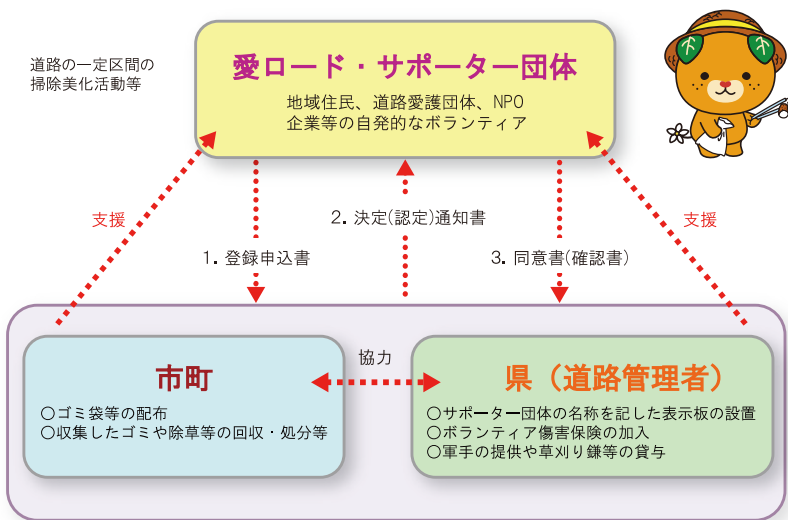 道路の一定区間の
掃除美化活動等
愛ロード・サポーター団体
地域住民、道路愛護団体、NPO
企業等の自発的なボランティア
支援
1. 登録申込書
2. 決定(認定)通知書
3. 同意書(確認書)
支援
市町
○ゴミ袋等の配布
○収集したゴミや除草等の回収・処分等
協力
県（道路管理者）
○サポーター団体の名称を記した表示板の設置
○ボランティア傷害保険の加入
○軍手の提供や草刈り鎌等の貸与